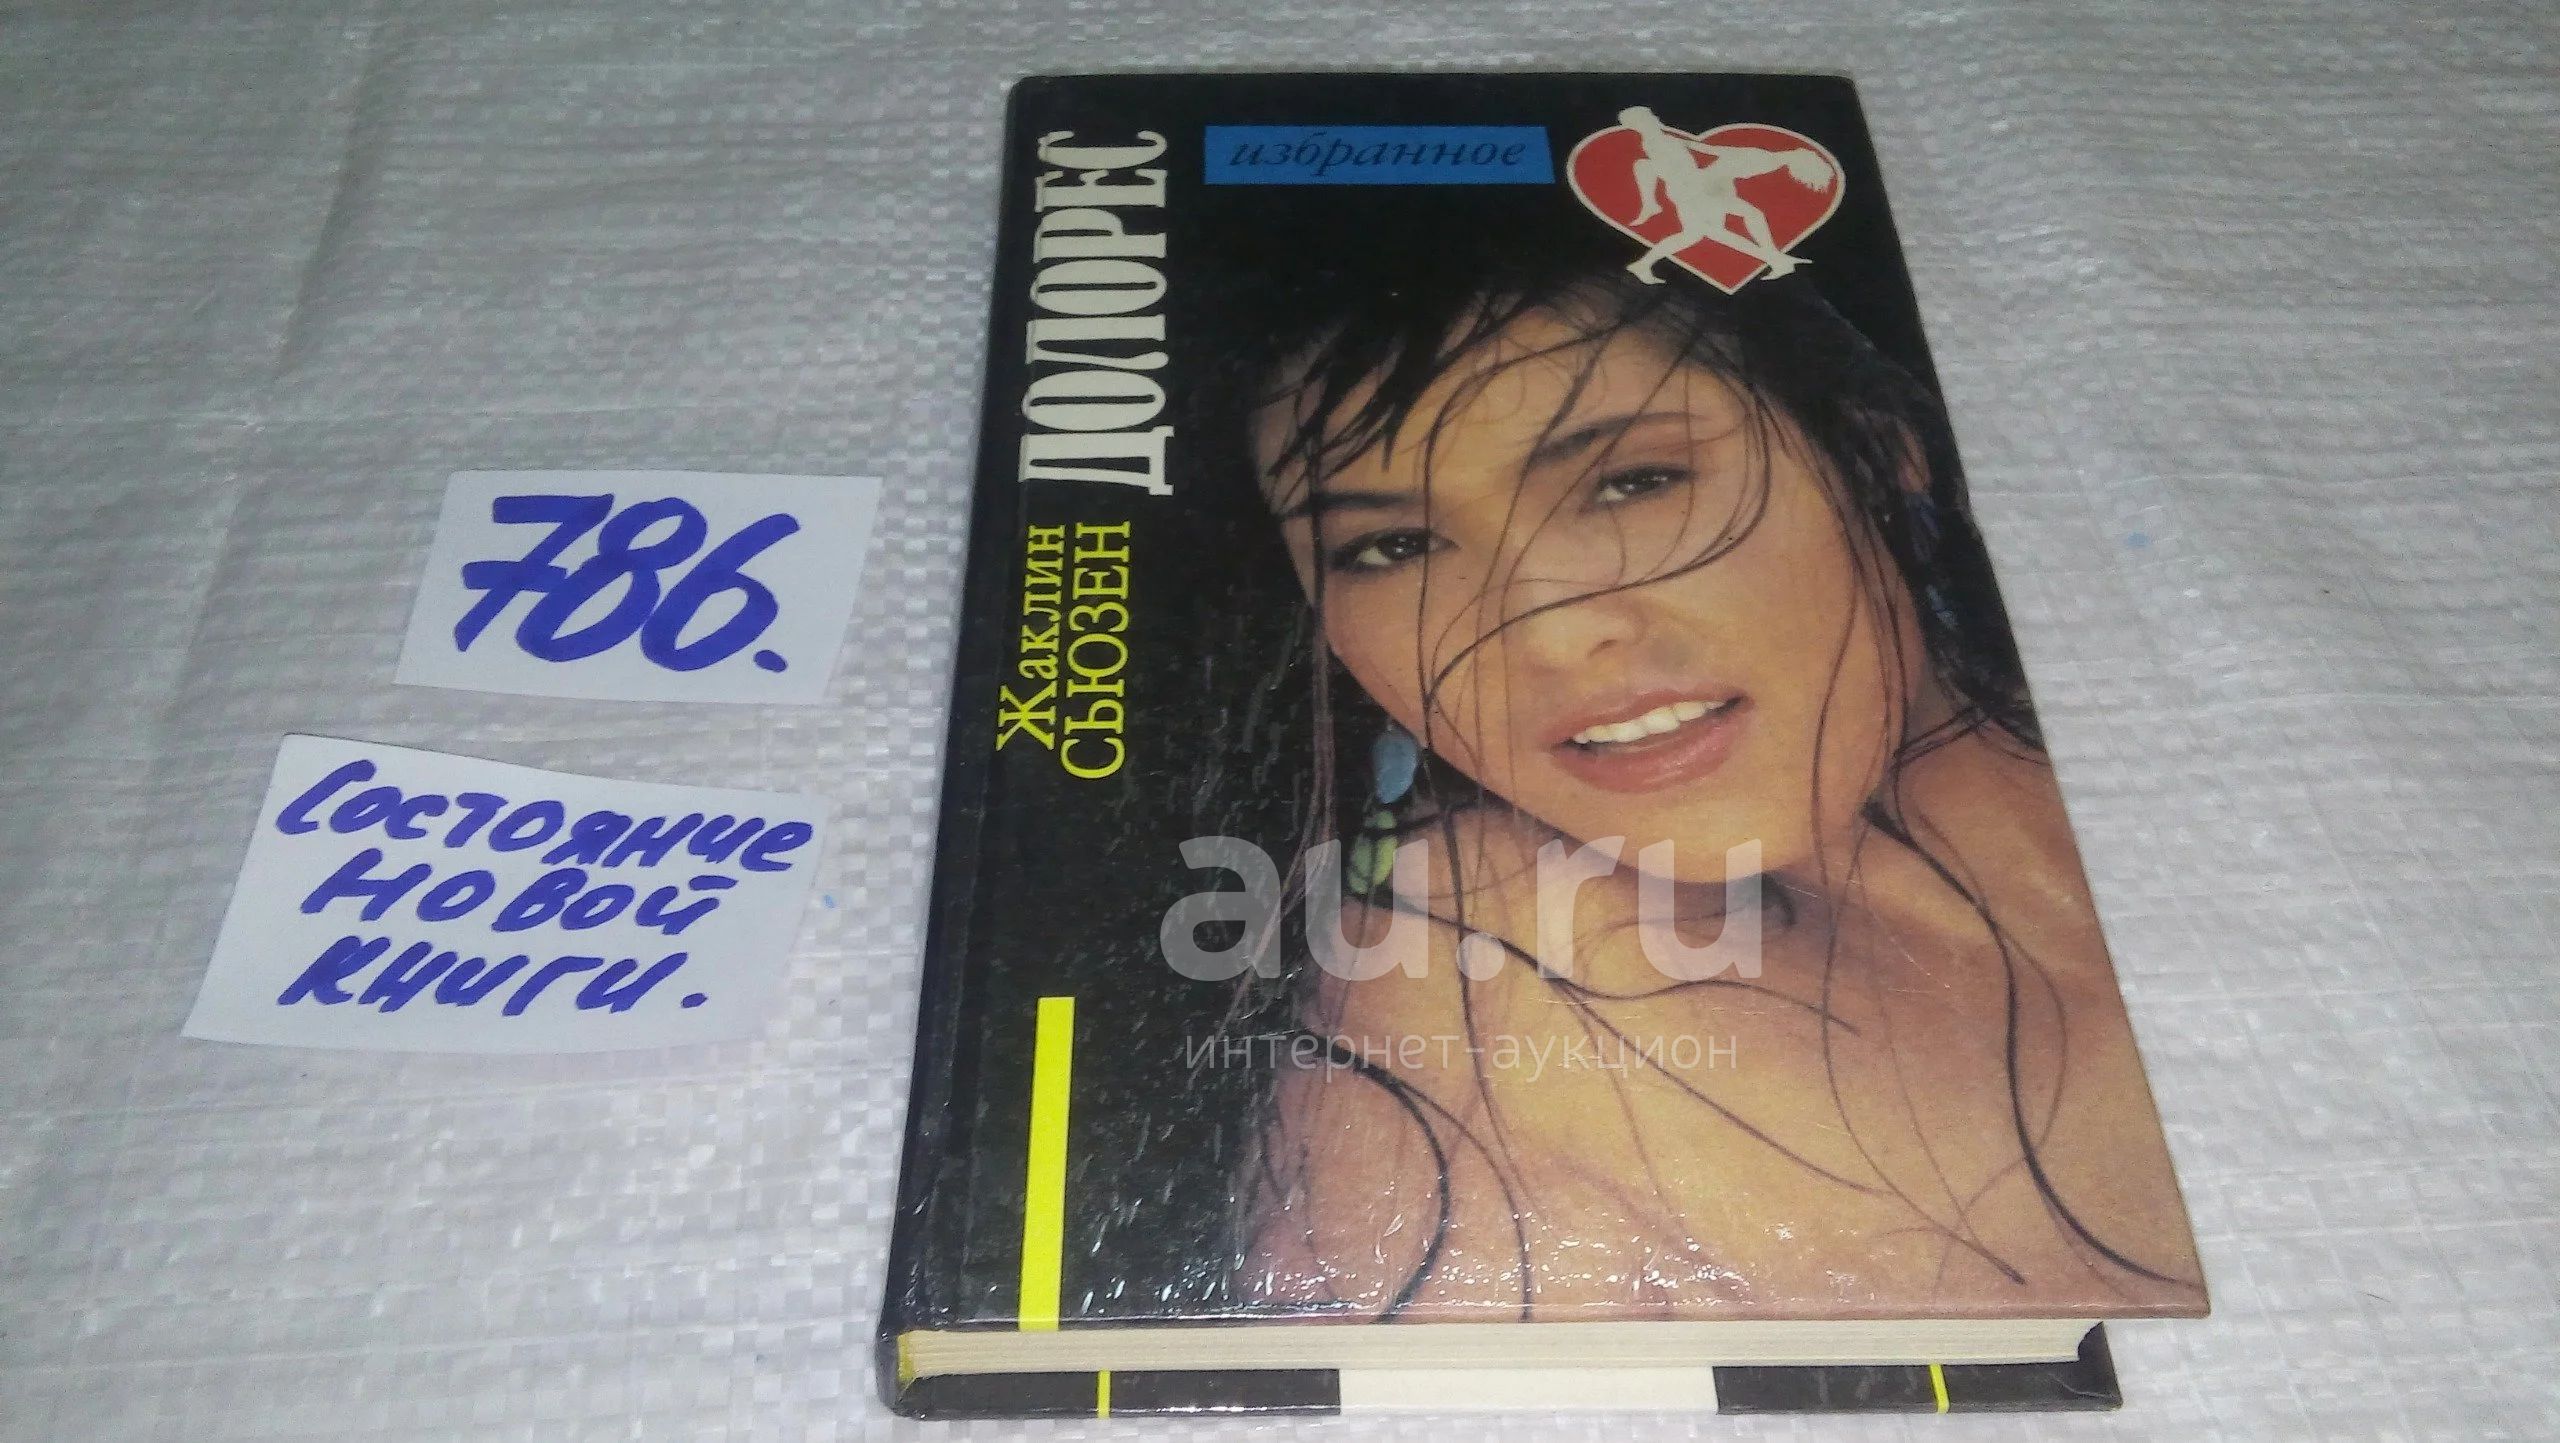 786.
Состояние
новой
книги.
Жаклин
СЬЮЗЕН
ДОЛОРЕС
избранное
au.ru
интернет-аукцион